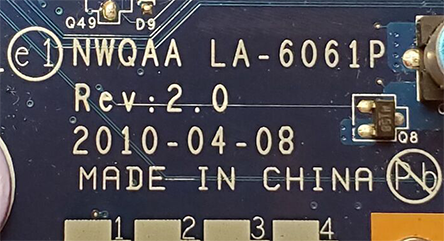 Q49 D9
e1 NWQAA LA-6061P
Rev:2.0
2010-04-08 Q8
MADE IN CHINA Pb
1 2 3 4